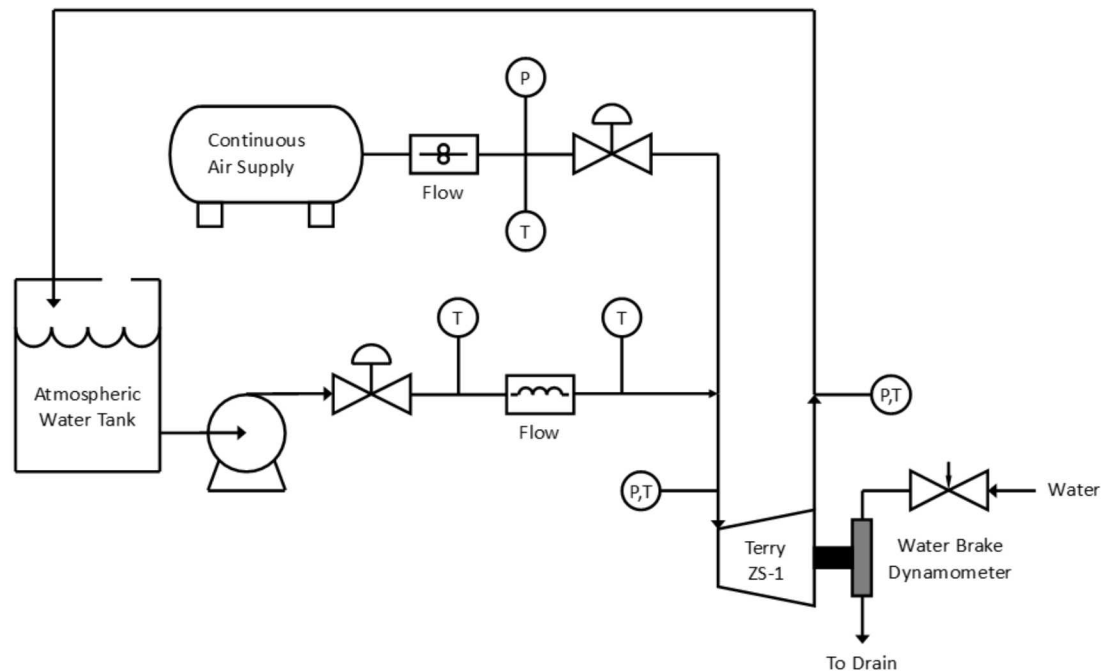 P
Continuous
Air Supply
Flow
T
T
T
Atmospheric
Water Tank
Flow
P,T
P,T
Water
Terry
ZS-1
Water Brake
Dynamometer
To Drain